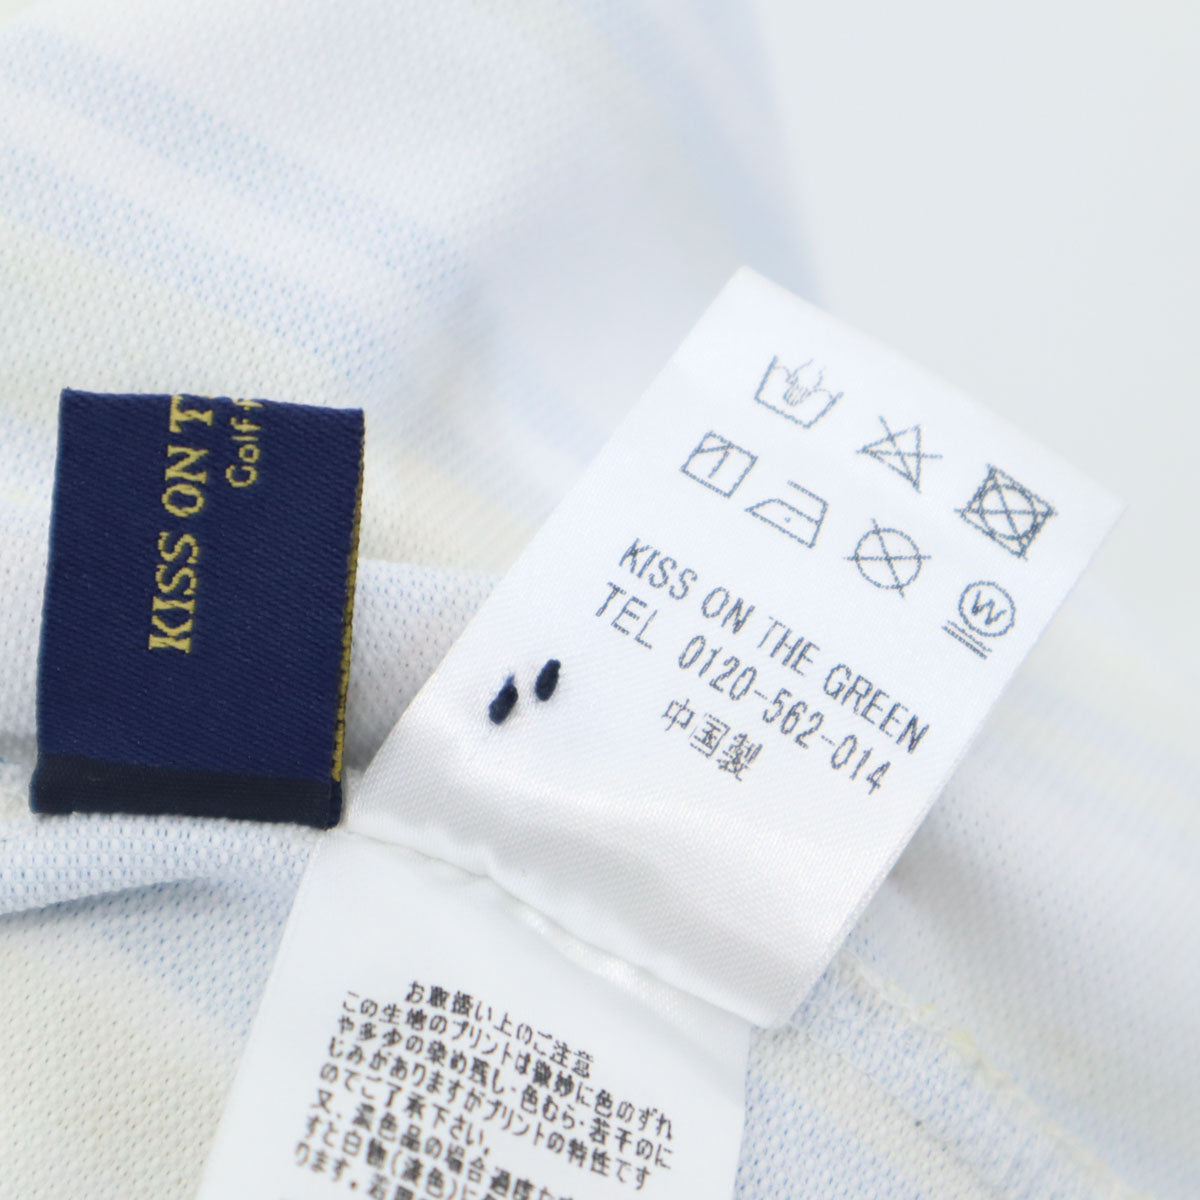 KISS ON T
Golf
W
KISS ON THE GREEN
TEL 0120-562-014
中国製
お取扱い上のご注意
この生地のプリントは微妙に色のずれ
や多少の染め残し・色むら・若干のに
じみがありますがプリントの特性です
のでご了承下さい。
又、濃色品の場合過度な
すと白物(淡色)に
ります。